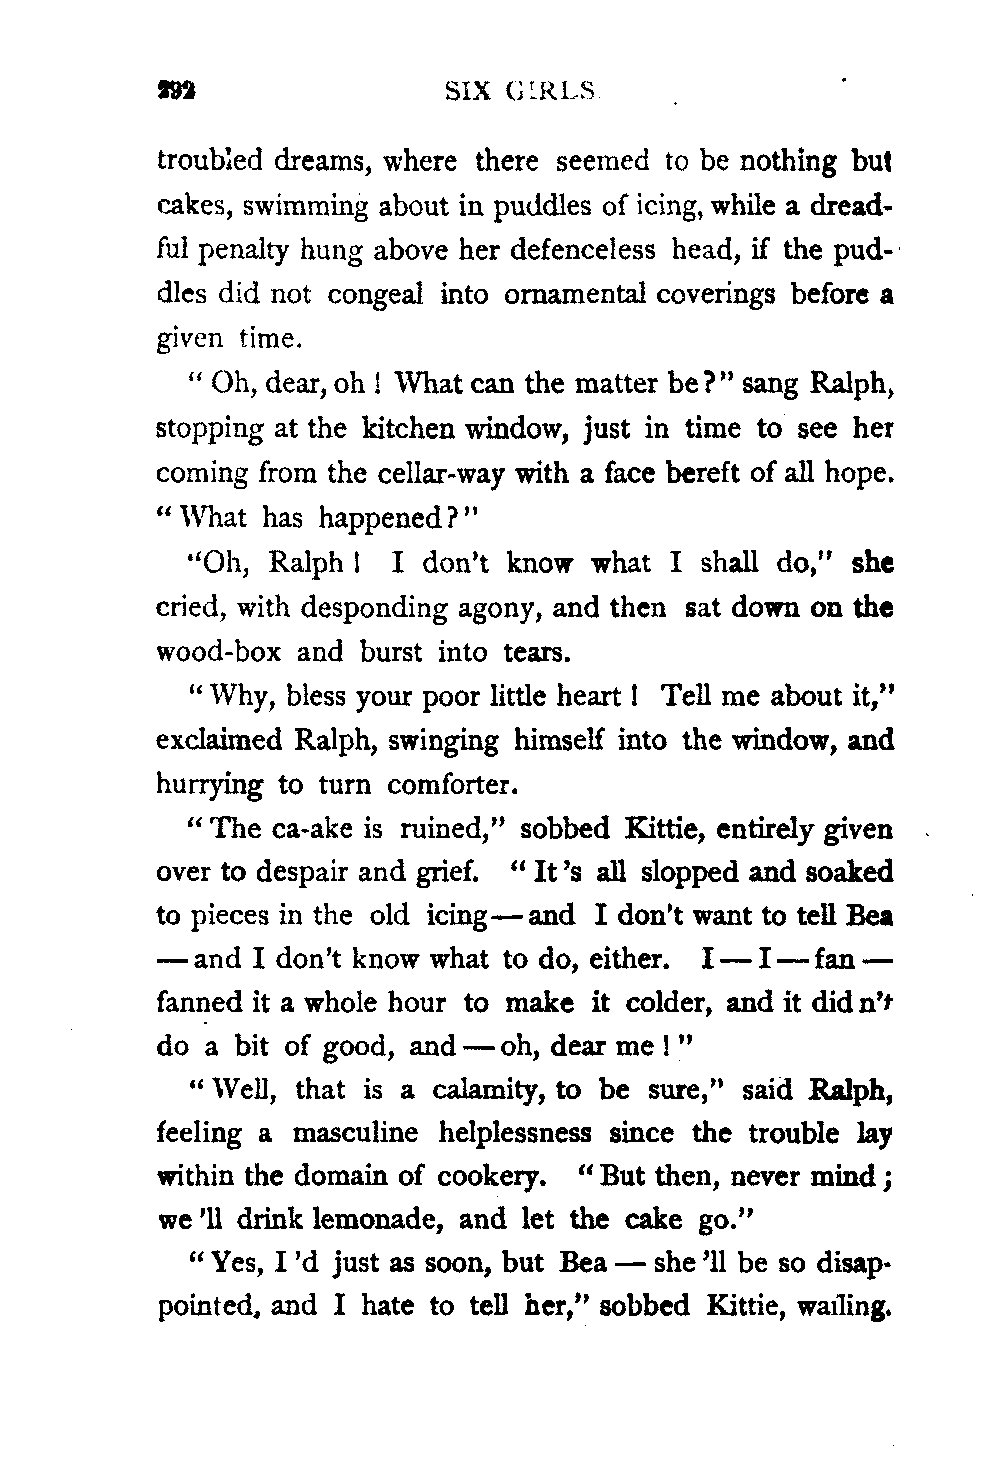 292 SIX GIRLS
troubled dreams, where there seemed to be nothing but
cakes, swimming about in puddles of icing, while a dread-
ful penalty hung above her defenceless head, if the pud-
dles did not congeal into ornamental coverings before a
given time.
"Oh, dear, oh! What can the matter be?" sang Ralph,
stopping at the kitchen window, just in time to see her
coming from the cellar-way with a face bereft of all hope.
"What has happened?"
"Oh, Ralph! I don't know what I shall do," she
cried, with desponding agony, and then sat down on the
wood-box and burst into tears.
"Why, bless your poor little heart! Tell me about it,"
exclaimed Ralph, swinging himself into the window, and
hurrying to turn comforter.
"The ca-ake is ruined," sobbed Kittie, entirely given
over to despair and grief. "It's all slopped and soaked
to pieces in the old icing—and I don't want to tell Bea
—and I don't know what to do, either. I—I—fan—
fanned it a whole hour to make it colder, and it didn't
do a bit of good, and—oh, dear me!"
"Well, that is a calamity, to be sure," said Ralph,
feeling a masculine helplessness since the trouble lay
within the domain of cookery. "But then, never mind;
we'll drink lemonade, and let the cake go."
"Yes, I'd just as soon, but Bea—she'll be so disap-
pointed, and I hate to tell her," sobbed Kittie, wailing.